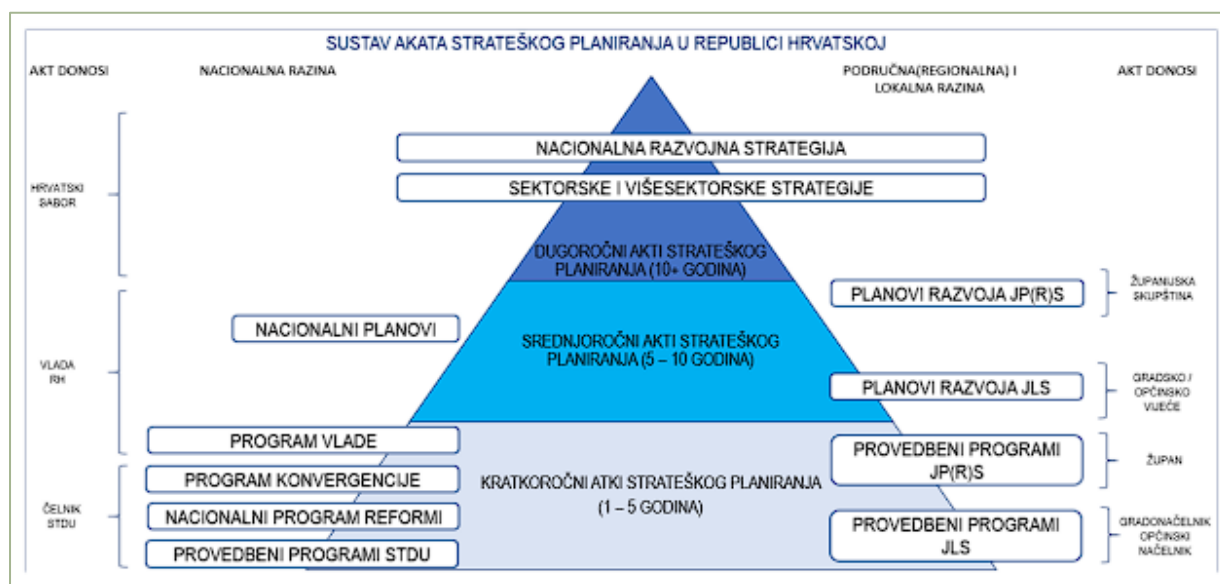 SUSTAV AKATA STRATEŠKOG PLANIRANJA U REPUBLICI HRVATSKOJ
AKT DONOSI
NACIONALNA RAZINA
PODRUČNA(REGIONALNA) I
LOKALNA RAZINA
AKT DONOSI
NACIONALNA RAZVOJNA STRATEGIJA
SEKTORSKE I VIŠESEKTORSKE STRATEGIJE
HRVATSKI
SABOR
DUGOROČNI AKTI STRATEŠKOG
PLANIRANJA (10+ GODINA)
PLANOVI RAZVOJA JP(R)S
ŽUPANIJSKA
SKUPŠTINA
NACIONALNI PLANOVI
SREDNJOROČNI AKTI STRATEŠKOG
PLANIRANJA (5 – 10 GODINA)
VLADA
RH
PLANOVI RAZVOJA JLS
GRADSKO /
OPĆINSKO
VIJEĆE
PROGRAM VLADE
PROVEDBENI PROGRAMI
JP(R)S
ŽUPAN
PROGRAM KONVERGENCIJE
KRATKOROČNI ATKI STRATEŠKOG PLANIRANJA
(1 – 5 GODINA)
ČELNIK
STDU
NACIONALNI PROGRAM REFORMI
PROVEDBENI PROGRAMI
JLS
GRADONAČELNIK
OPĆINSKI
NAČELNIK
PROVEDBENI PROGRAMI STDU